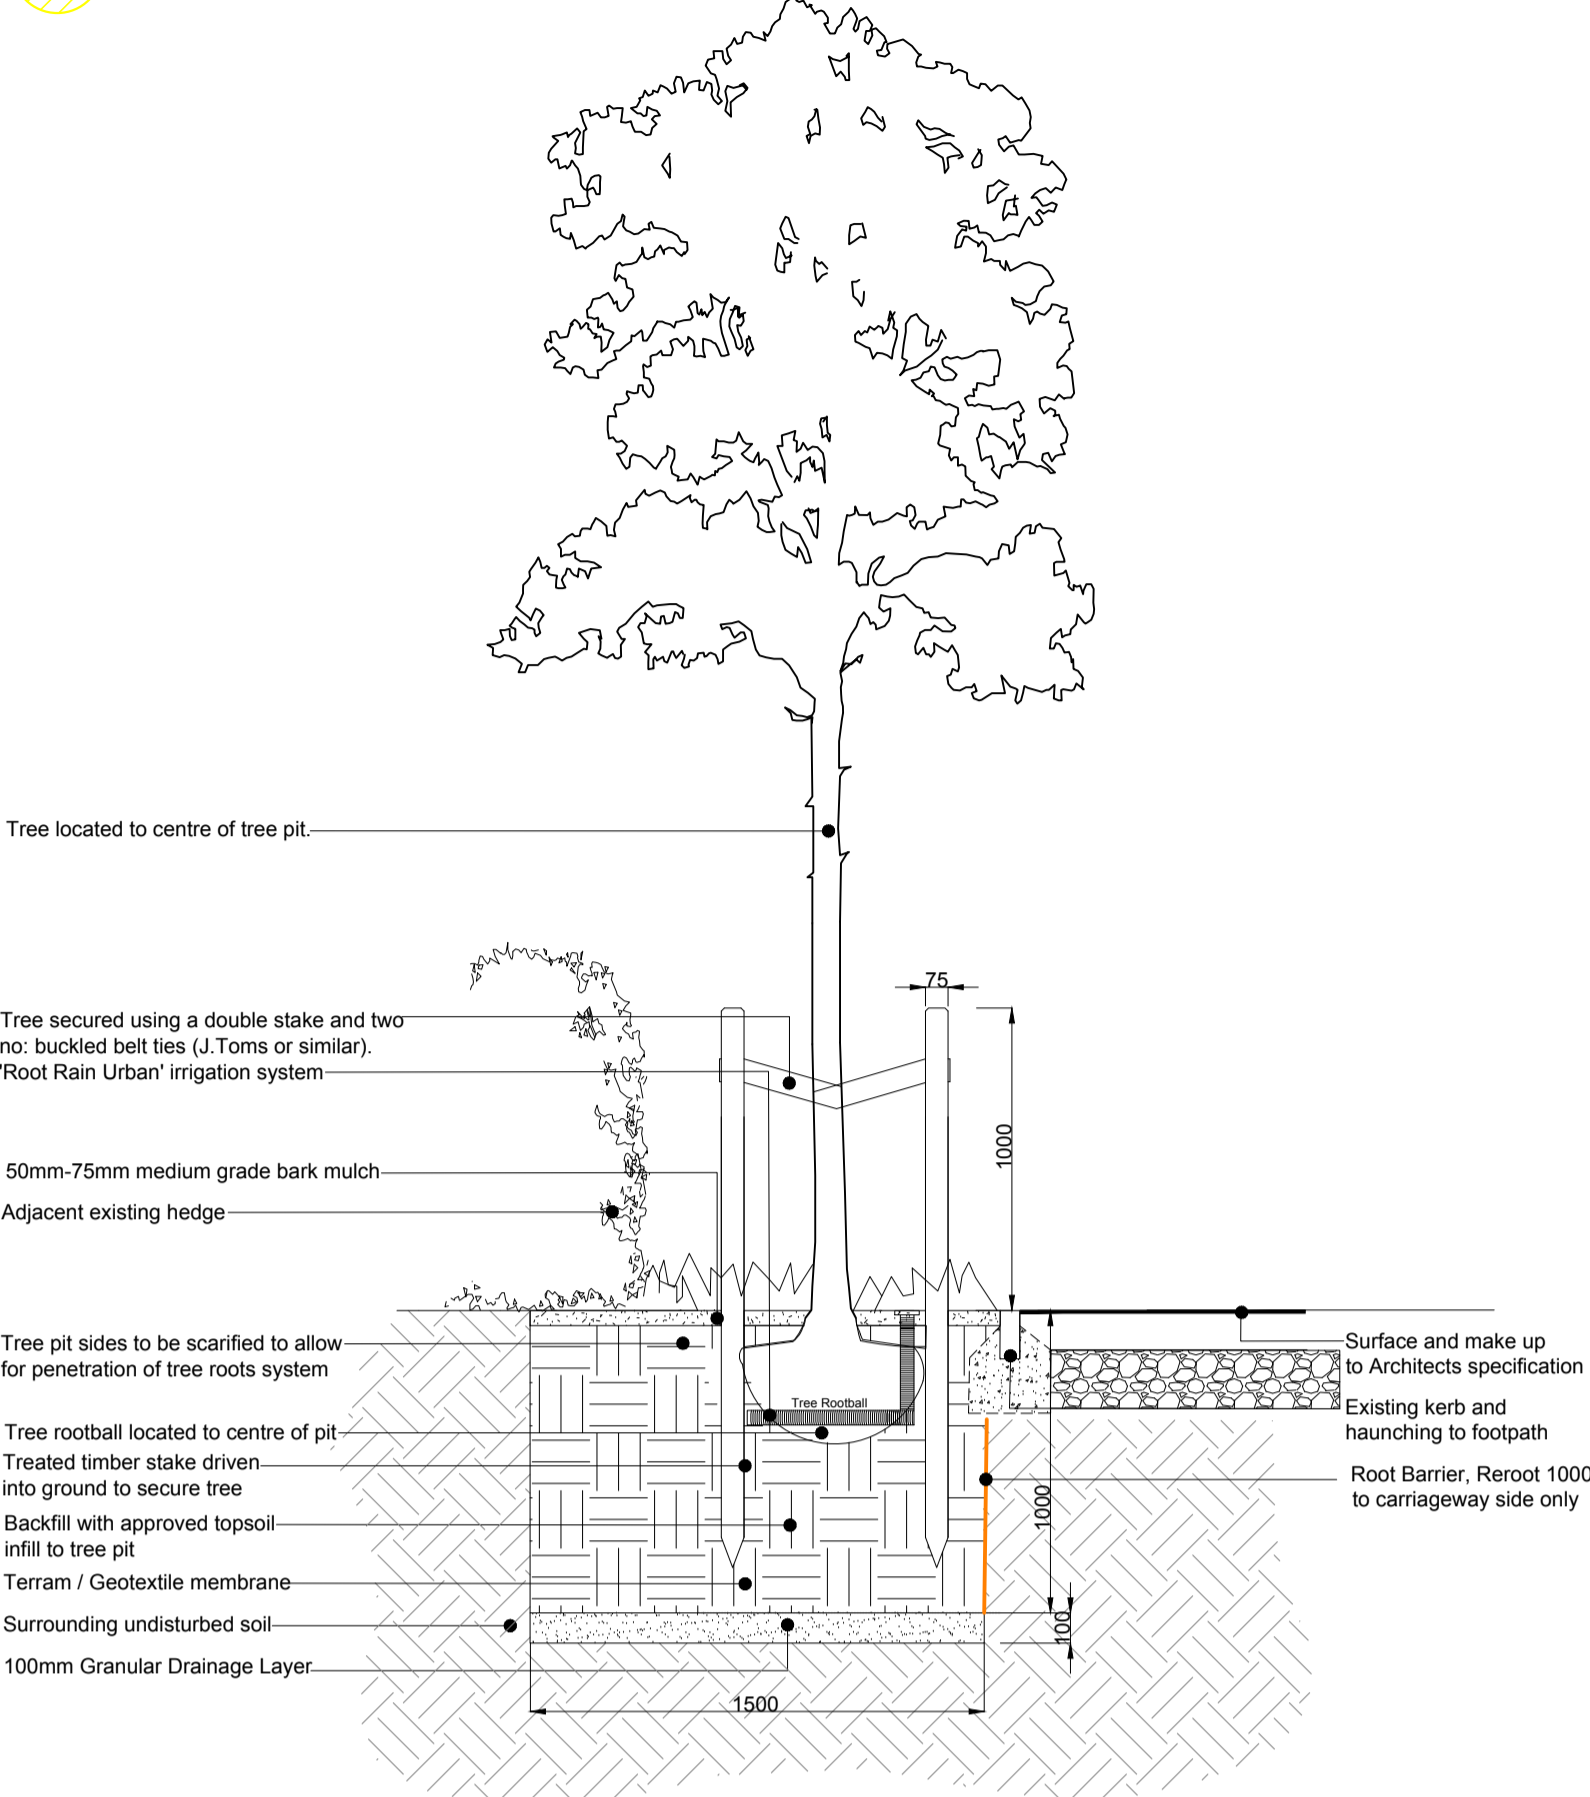 Tree located to centre of tree pit.
75
Tree secured using a double stake and two
no: buckled belt ties (J.Toms or similar).
'Root Rain Urban' irrigation system
1000
50mm-75mm medium grade bark mulch
Adjacent existing hedge
Tree pit sides to be scarified to allow
for penetration of tree roots system
Surface and make up
to Architects specification
Tree Rootball
Existing kerb and
haunching to footpath
Tree rootball located to centre of pit
Treated timber stake driven
into ground to secure tree
Root Barrier, Reroot 1000
to carriageway side only
1000
Backfill with approved topsoil
infill to tree pit
Terram / Geotextile membrane
Surrounding undisturbed soil
100
100mm Granular Drainage Layer
1500